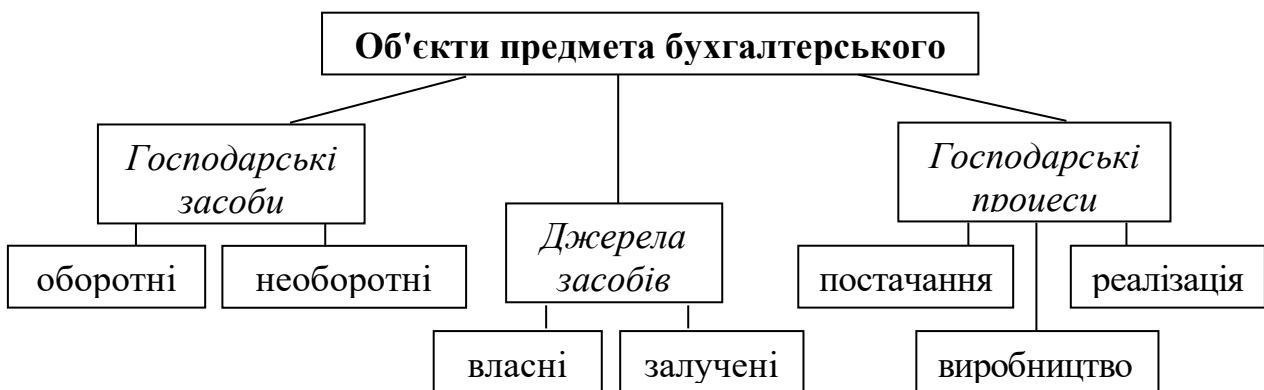 Об'єкти предмета бухгалтерського
Господарські
засоби
Господарські
процеси
Джерела
засобів
оборотні
необоротні
постачання
реалізація
власні
залучені
виробництво